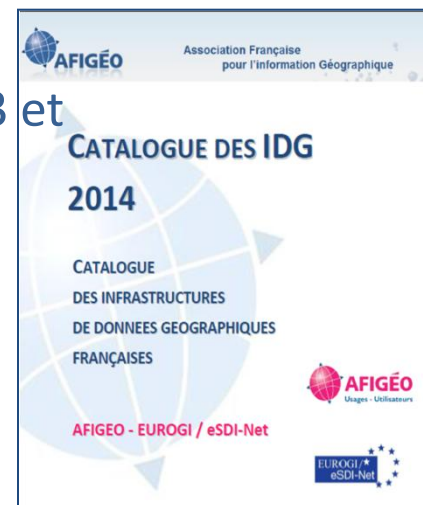 AFIGÉO
Association Française
pour l'information Géographique
3 et
CATALOGUE DES IDG
2014
CATALOGUE
DES INFRASTRUCTURES
DE DONNEES GEOGRAPHIQUES
FRANÇAISES
AFIGÉO
Usages - Utilisateurs
AFIGEO - EUROGI / eSDI-Net
EUROGI/
eSDI-Net